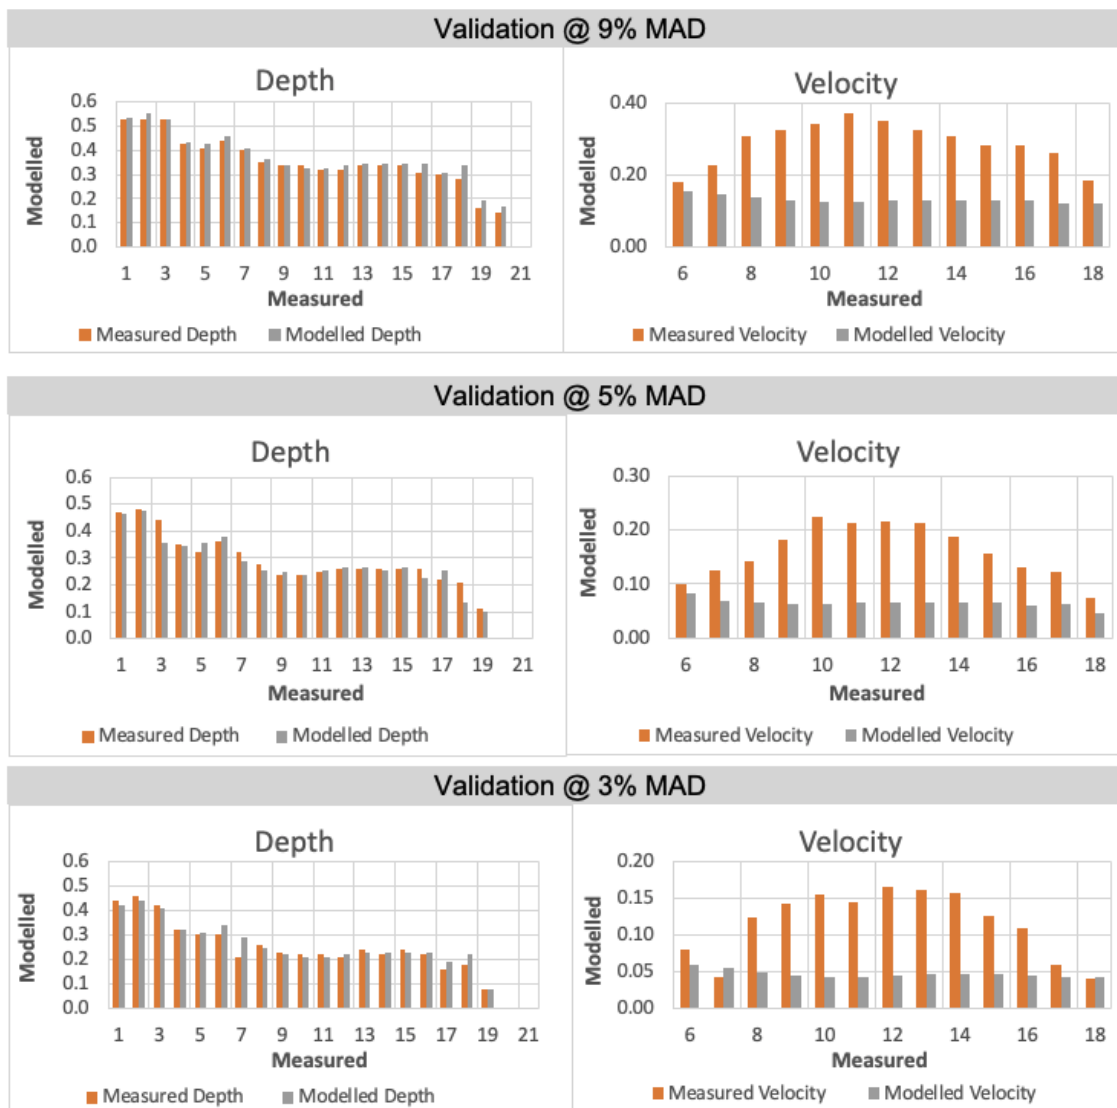 Validation @ 9% MAD
Depth
0.6
0.5
0.4
0.3
0.2
0.1
0.0
Modelled
1 3 5 7 9 11 13 15 17 19 21
Measured
Measured Depth Modelled Depth
Velocity
0.40
0.20
0.00
Modelled
6 8 10 12 14 16 18
Measured
Measured Velocity Modelled Velocity
Validation @ 5% MAD
Depth
0.6
0.5
0.4
0.3
0.2
0.1
0.0
Modelled
1 3 5 7 9 11 13 15 17 19 21
Measured
Measured Depth Modelled Depth
Velocity
0.30
0.20
0.10
0.00
Modelled
6 8 10 12 14 16 18
Measured
Measured Velocity Modelled Velocity
Validation @ 3% MAD
Depth
0.6
0.5
0.4
0.3
0.2
0.1
0.0
Modelled
1 3 5 7 9 11 13 15 17 19 21
Measured
Measured Depth Modelled Depth
Velocity
0.20
0.15
0.10
0.05
0.00
Modelled
6 8 10 12 14 16 18
Measured
Measured Velocity Modelled Velocity